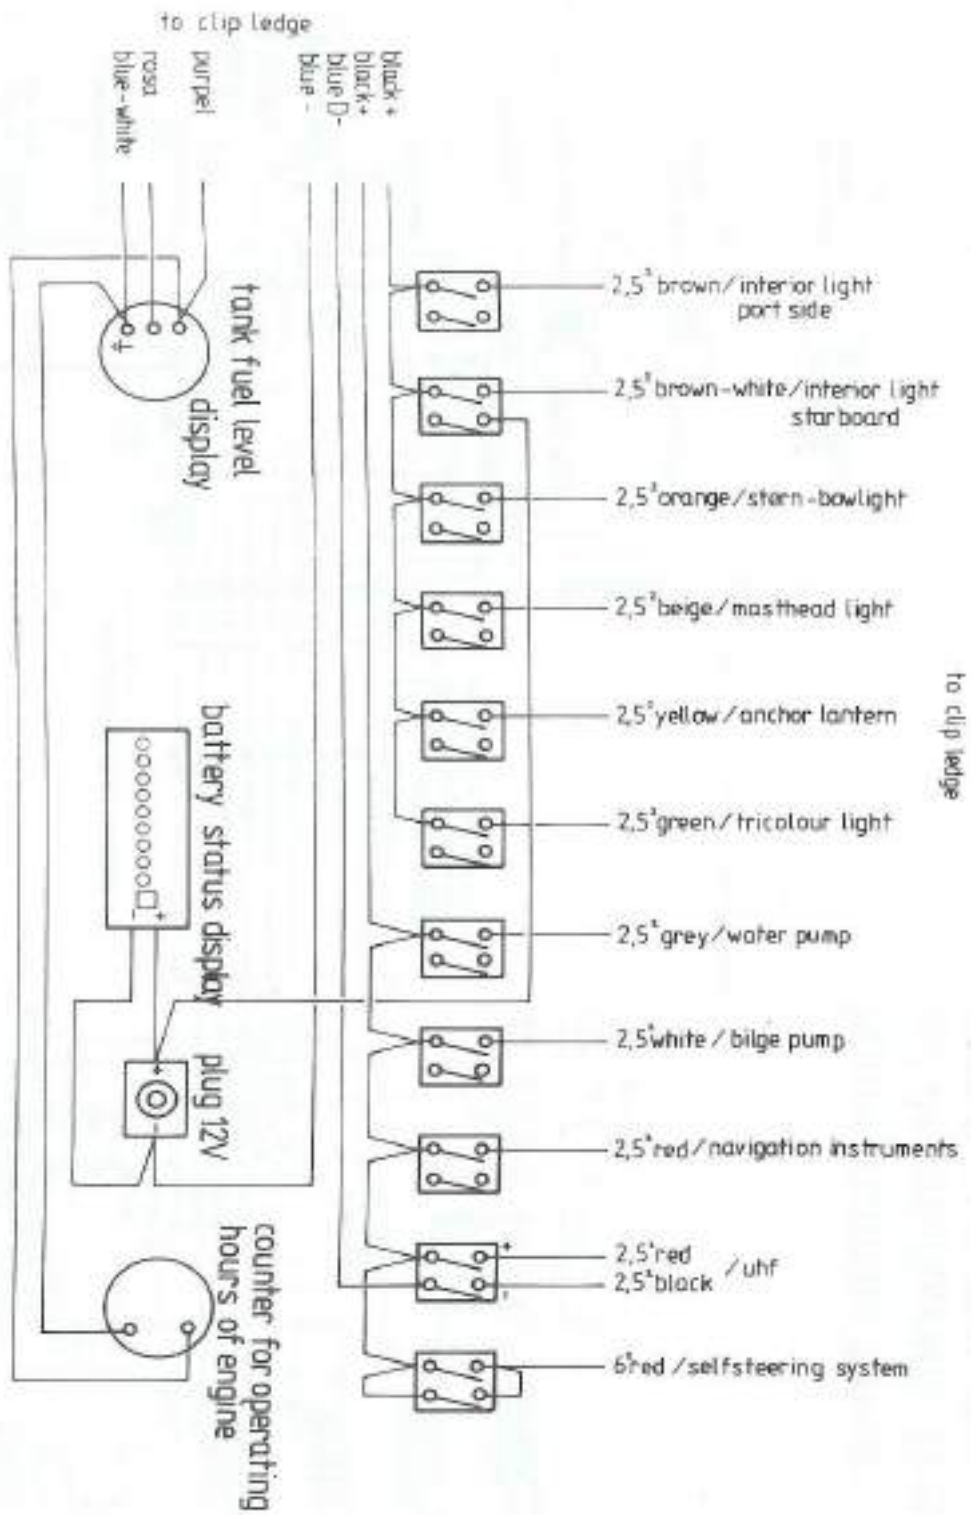 to clip ledge
blue-white
rosa
purpel
blue -
blue D-
black+
black +
2,5² brown/interior light
port side
2,5² brown-white/interior light
starboard
2,5² orange/stern-bowlight
2,5² beige/masthead light
2,5² yellow/anchor lantern
2,5² green/tricolour light
2,5² grey/water pump
2,5² white/bilge pump
2,5² red/navigation instruments
+
2,5² red
2,5² black
/uhf
-
6² red/selfsteering system
to clip ledge
tank fuel level
display
battery status display
- +
+
plug 12V
-
counter for operating
hours of engine